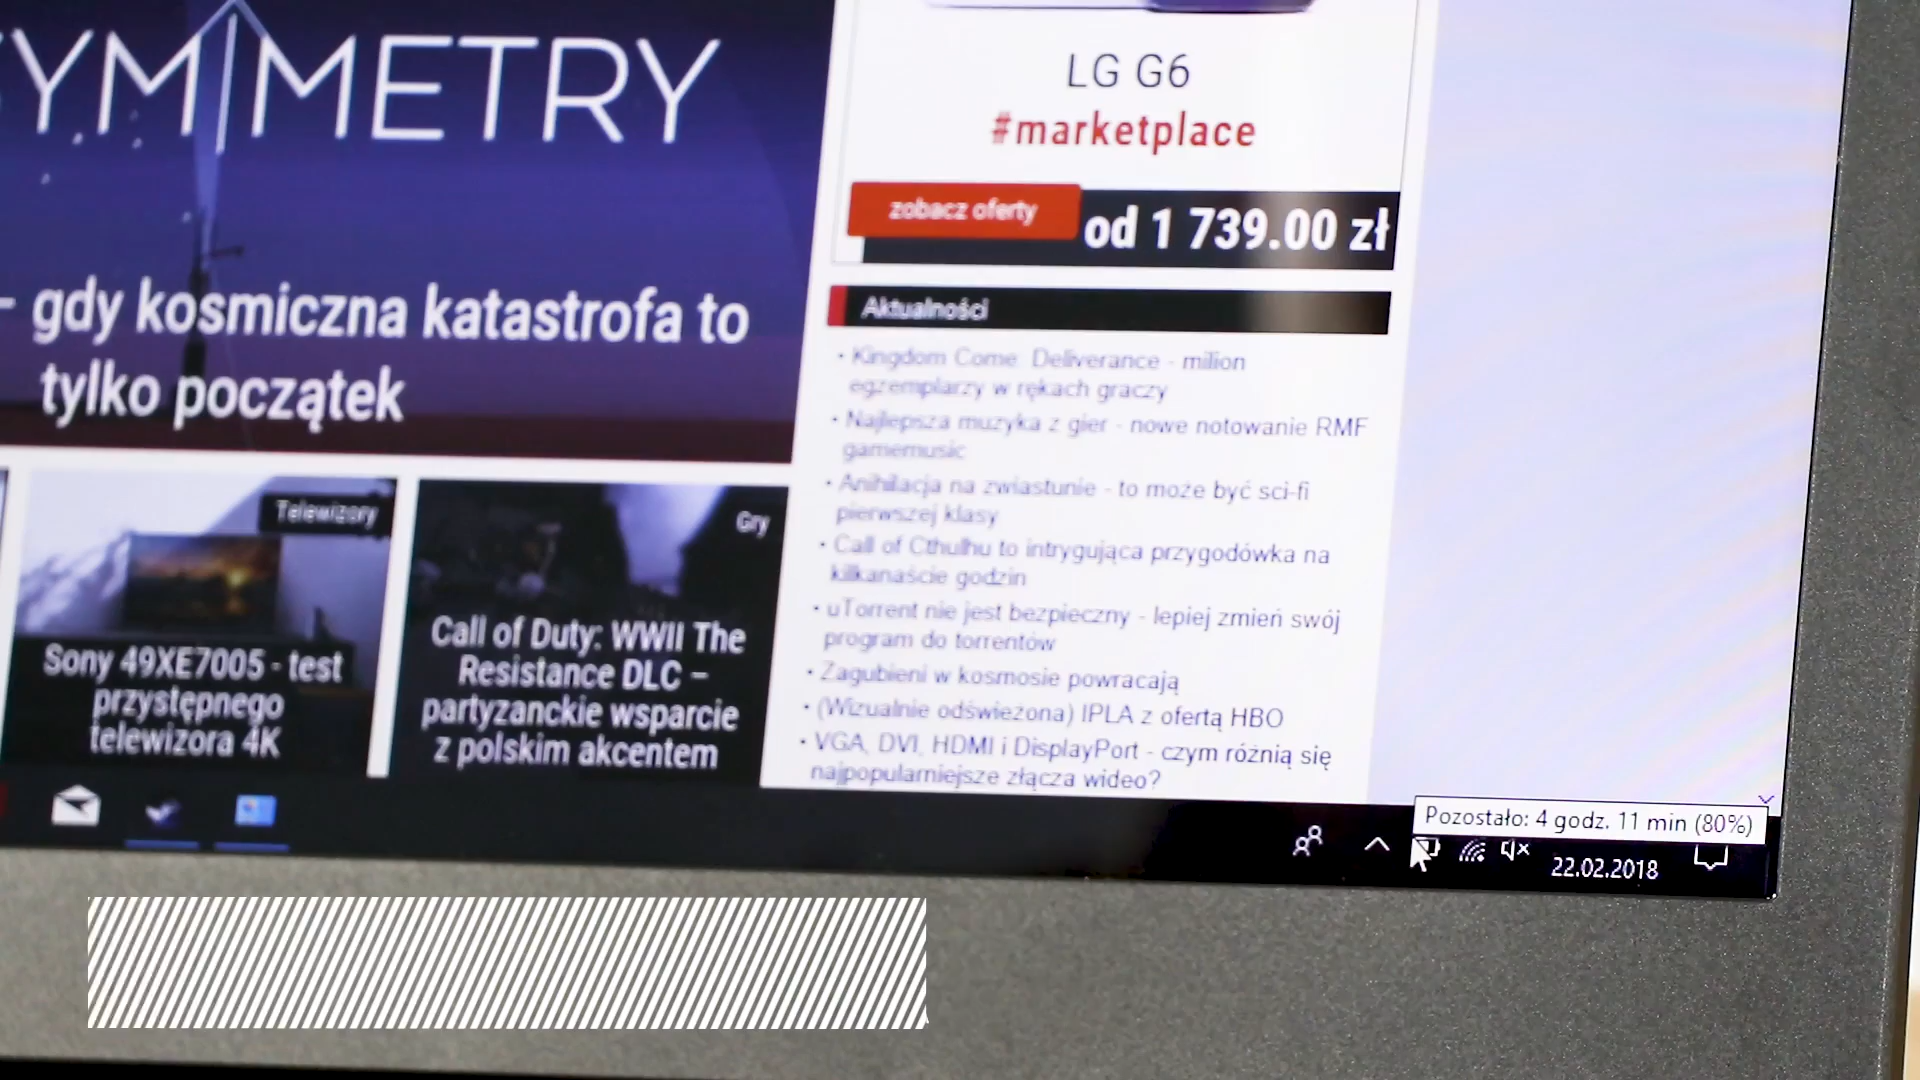 SYMMETRY
– gdy kosmiczna katastrofa to
tylko początek
Telewizory
Sony 49XE7005 - test
przystępnego
telewizora 4K
Gry
Call of Duty: WWII The
Resistance DLC –
partyzanckie wsparcie
z polskim akcentem
LG G6
#marketplace
zobacz oferty
od 1 739.00 zł
Aktualności
• Kingdom Come: Deliverance - milion
egzemplarzy w rękach graczy
• Najlepsza muzyka z gier - nowe notowanie RMF
gamemusic
• Anihilacja na zwiastunie - to może być sci-fi
pierwszej klasy
• Call of Cthulhu to intrygująca przygodówka na
kilkanaście godzin
• uTorrent nie jest bezpieczny - lepiej zmień swój
program do torrentów
• Zagubieni w kosmosie powracają
• (Wizualnie odświeżona) IPLA z ofertą HBO
• VGA, DVI, HDMI i DisplayPort - czym różnią się
najpopularniejsze złącza wideo?
Pozostało: 4 godz. 11 min (80%)
22.02.2018